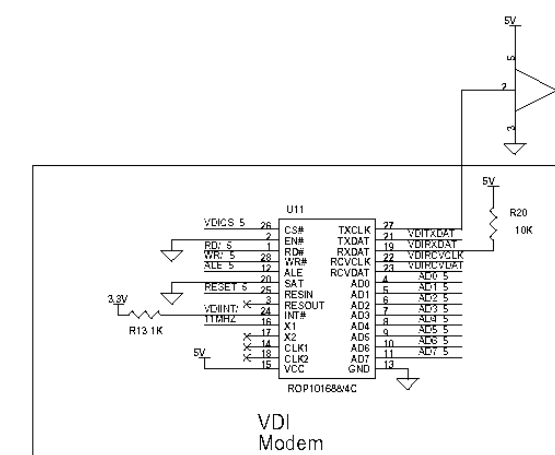 5V
5
2
3
5V
R20
10K
U11
VDICS 5 26 CS# TXCLK 27
2 EN# TXDAT 21 VDITXDAT
RD/ 5 1 RD# RXDAT 19 VDIRXDAT
WR/ 5 28 WR# RCVCLK 22 VDIRCVCLK
ALE 5 12 ALE RCVDAT 23 VDIRCVDAT
20 SAT AD0 4 AD0 5
RESET 5 25 RESIN AD1 5 AD1 5
3 RESOUT AD2 6 AD2 5
3.3V
VDIINT/ 24 INT# AD3 7 AD3 5
11MHZ 16 X1 AD4 8 AD4 5
R13 1K
17 X2 AD5 9 AD5 5
14 CLK1 AD6 10 AD6 5
18 CLK2 AD7 11 AD7 5
5V
15 VCC GND 13
ROP101688/4C
VDI
Modem